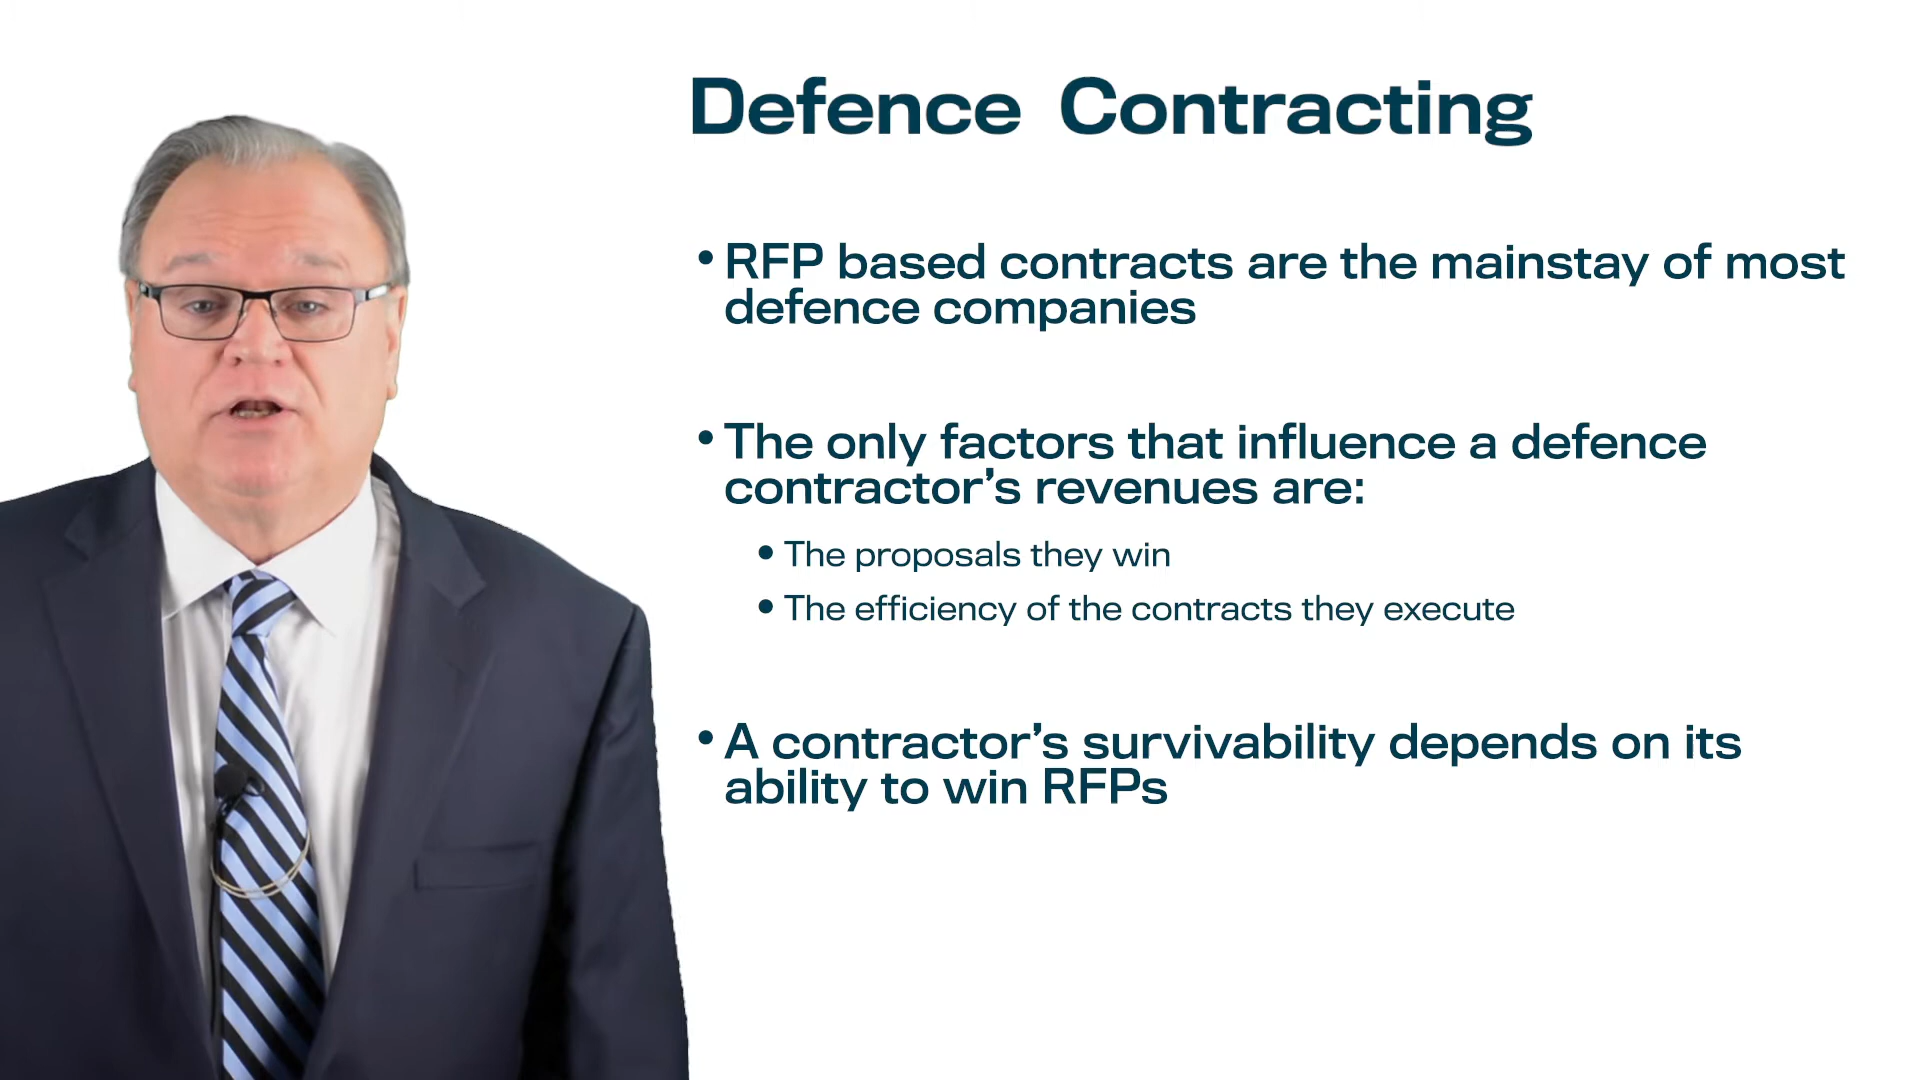 Defence Contracting
• RFP based contracts are the mainstay of most
defence companies
• The only factors that influence a defence
contractor's revenues are:
• The proposals they win
• The efficiency of the contracts they execute
• A contractor's survivability depends on its
ability to win RFPs